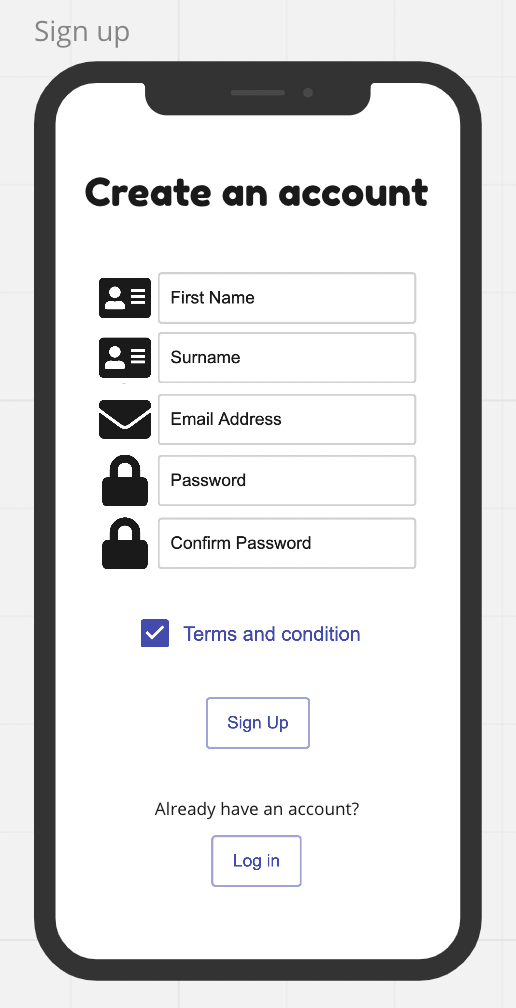 Sign up
Create an account
First Name
Surname
Email Address
Password
Confirm Password
Terms and condition
Sign Up
Already have an account?
Log in